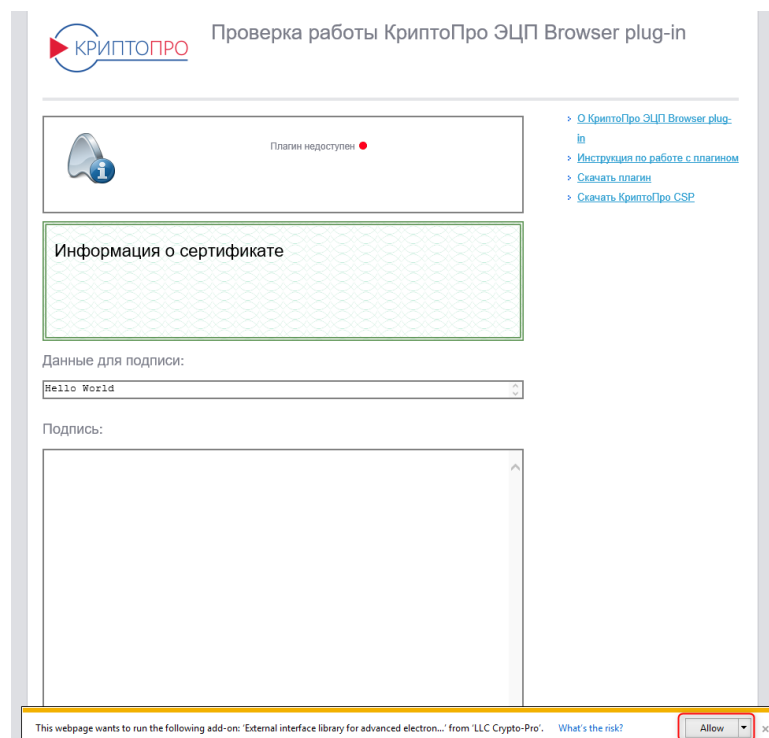 КРИПТОПРО
Проверка работы КриптоПро ЭЦП Browser plug-in
Плагин недоступен
О КриптоПро ЭЦП Browser plug-
in
Инструкция по работе с плагином
Скачать плагин
Скачать КриптоПро CSP
Информация о сертификате
Данные для подписи:
Hello World
Подпись:
This webpage wants to run the following add-on: 'External interface library for advanced electron...' from 'LLC Crypto-Pro'. What's the risk? Allow